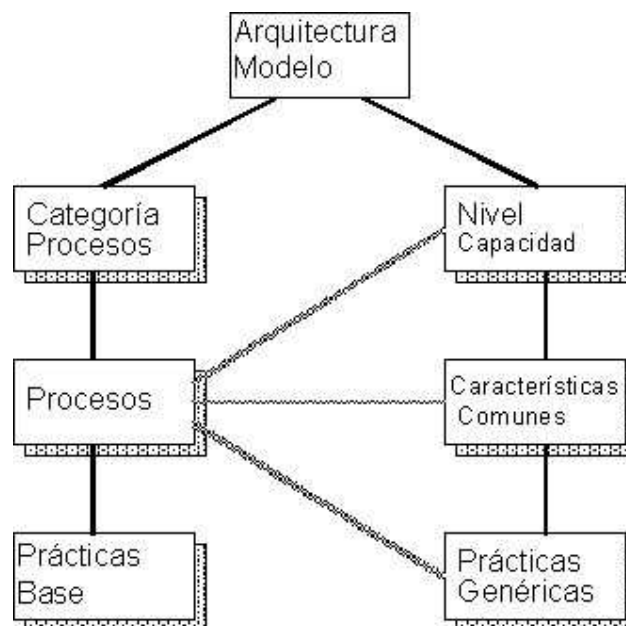 Arquitectura
Modelo
Categoría
Procesos
Nivel
Capacidad
Procesos
Características
Comunes
Prácticas
Base
Prácticas
Genéricas